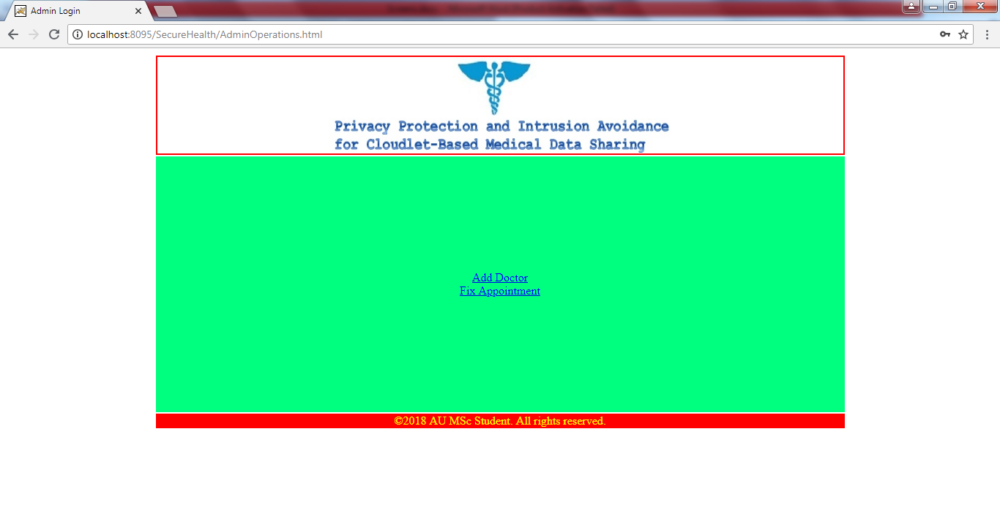 Admin Login
localhost:8095/SecureHealth/AdminOperations.html
Privacy Protection and Intrusion Avoidance
for Cloudlet-Based Medical Data Sharing
Add Doctor
Fix Appointment
©2018 AU MSc Student. All rights reserved.